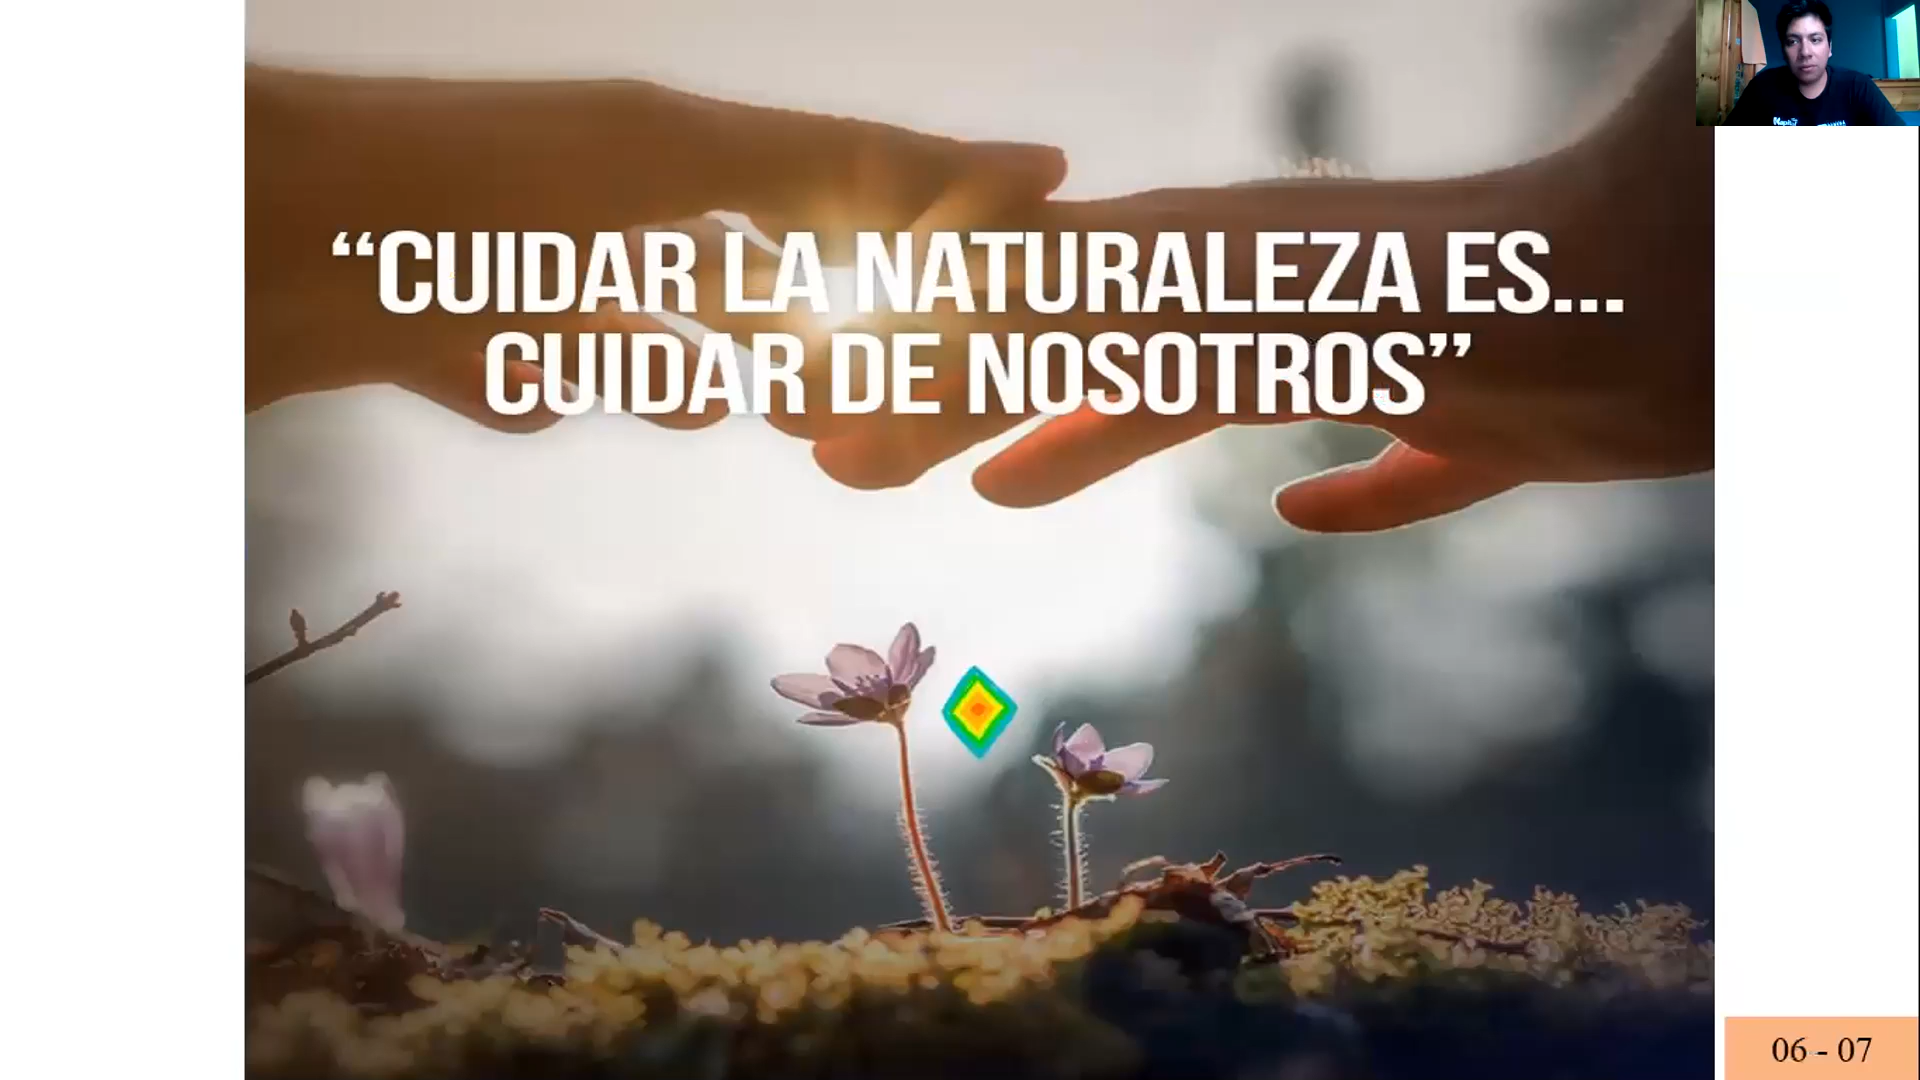 “CUIDAR LA NATURALEZA ES...
CUIDAR DE NOSOTROS”
06 - 07